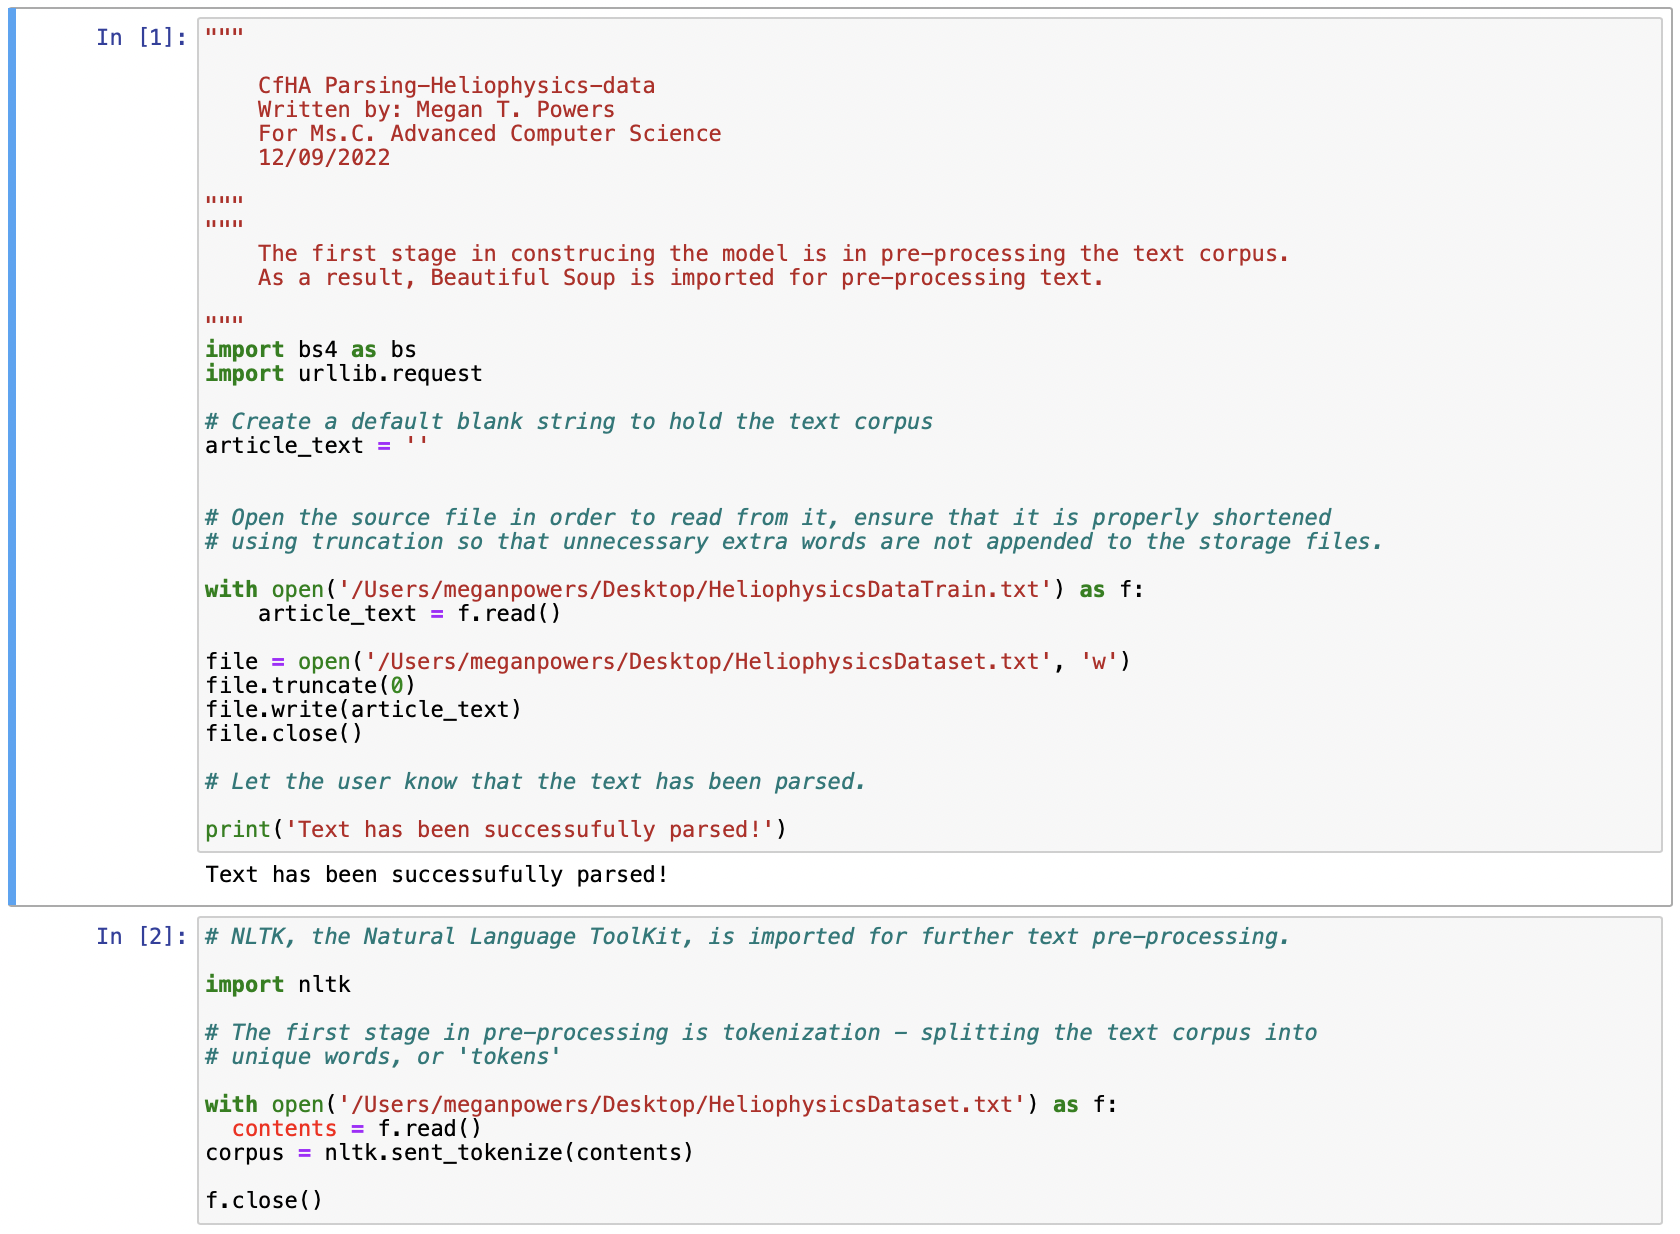 In [1]: """
CfHA Parsing-Heliophysics-data
Written by: Megan T. Powers
For Ms.C. Advanced Computer Science
12/09/2022
"""
"""
The first stage in construcing the model is in pre-processing the text corpus.
As a result, Beautiful Soup is imported for pre-processing text.
"""
import bs4 as bs
import urllib.request
# Create a default blank string to hold the text corpus
article_text = ''
# Open the source file in order to read from it, ensure that it is properly shortened
# using truncation so that unnecessary extra words are not appended to the storage files.
with open('/Users/meganpowers/Desktop/HeliophysicsDataTrain.txt') as f:
    article_text = f.read()
file = open('/Users/meganpowers/Desktop/HeliophysicsDataset.txt', 'w')
file.truncate(0)
file.write(article_text)
file.close()
# Let the user know that the text has been parsed.
print('Text has been successufully parsed!')
Text has been successufully parsed!
In [2]: # NLTK, the Natural Language ToolKit, is imported for further text pre-processing.
import nltk
# The first stage in pre-processing is tokenization - splitting the text corpus into
# unique words, or 'tokens'
with open('/Users/meganpowers/Desktop/HeliophysicsDataset.txt') as f:
  contents = f.read()
corpus = nltk.sent_tokenize(contents)
f.close()